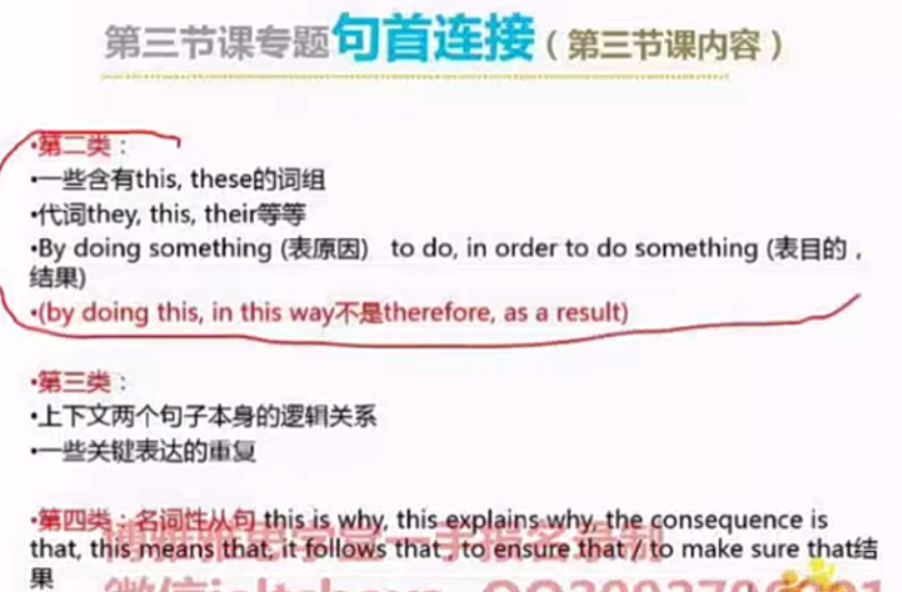 第三节课专题句首连接（第三节课内容）
•第二类：
•一些含有this, these的词组
•代词they, this, their等等
•By doing something (表原因)   to do, in order to do something (表目的，
结果)
•(by doing this, in this way不是therefore, as a result)
•第三类：
•上下文两个句子本身的逻辑关系
•一些关键表达的重复
•第四类：名词性从句 this is why, this explains why, the consequence is
that, this means that, it follows that , to ensure that / to make sure that结
果